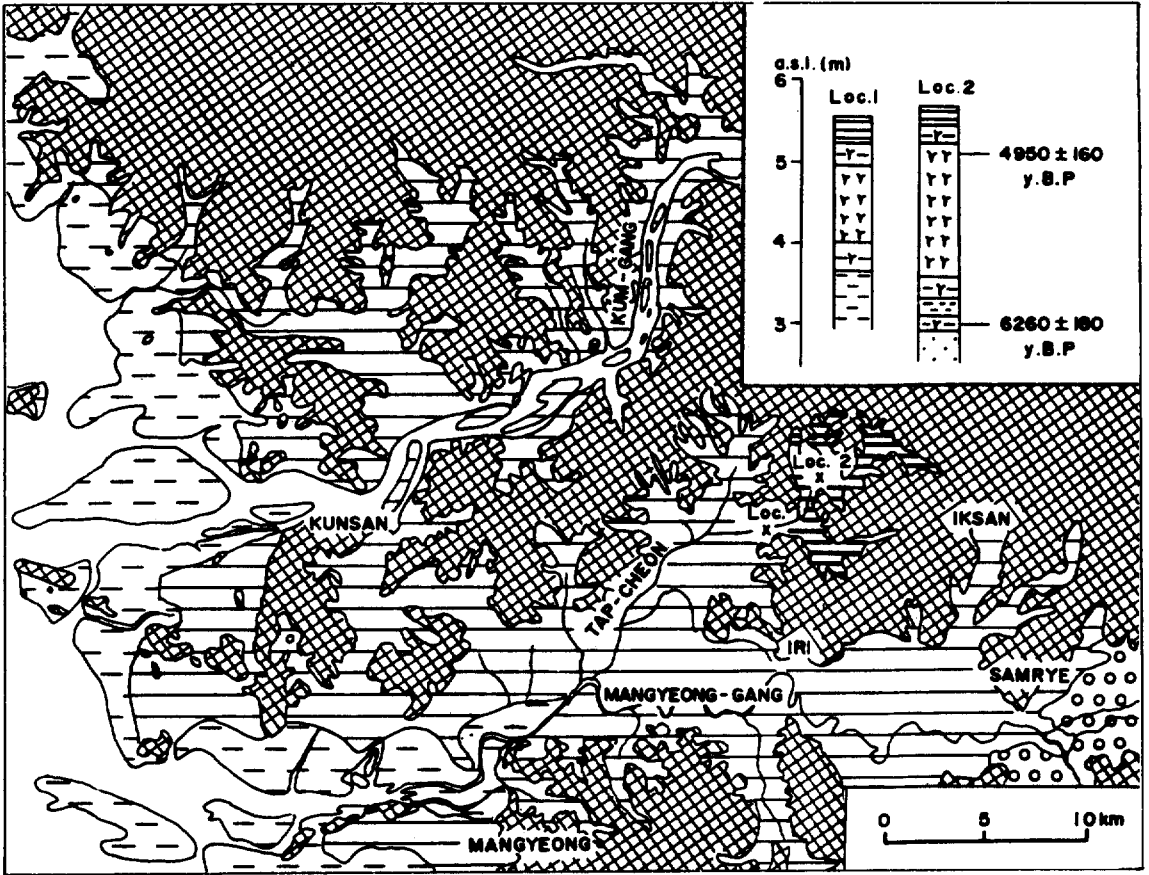 a.s.l. (m)
6
Loc. 1
Loc. 2
5
4950 ± 160
y.B.P
4
3
6260 ± 180
y.B.P
KUM-GANG
Loc. 2
x
Loc.
x
KUNSAN
IKSAN
TAP-CHEON
IRI
SAMRYE
MANGYEONG-GANG
MANGYEONG
0 5 10 km